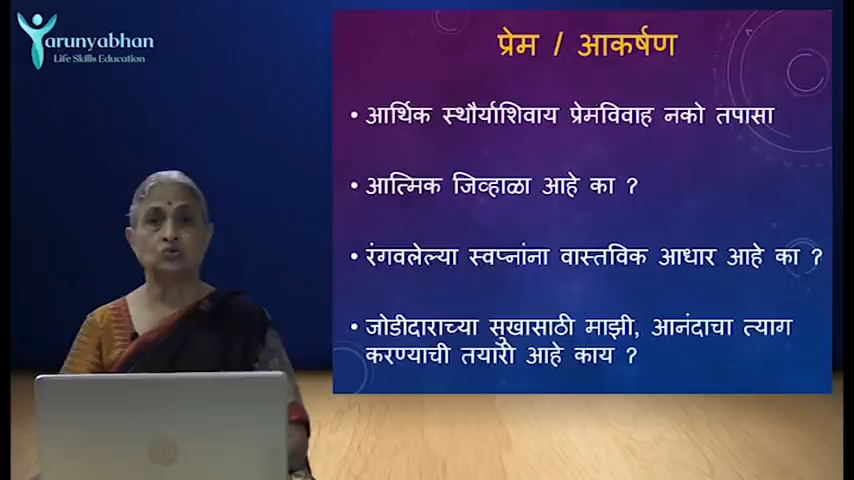 Tarunyabhan
Life Skills Education
प्रेम / आकर्षण
• आर्थिक स्थौर्याशिवाय प्रेमविवाह नको तपासा
• आत्मिक जिव्हाळा आहे का ?
• रंगवलेल्या स्वप्नांना वास्तविक आधार आहे का ?
• जोडीदाराच्या सुखासाठी माझी, आनंदाचा त्याग
करण्याची तयारी आहे काय ?